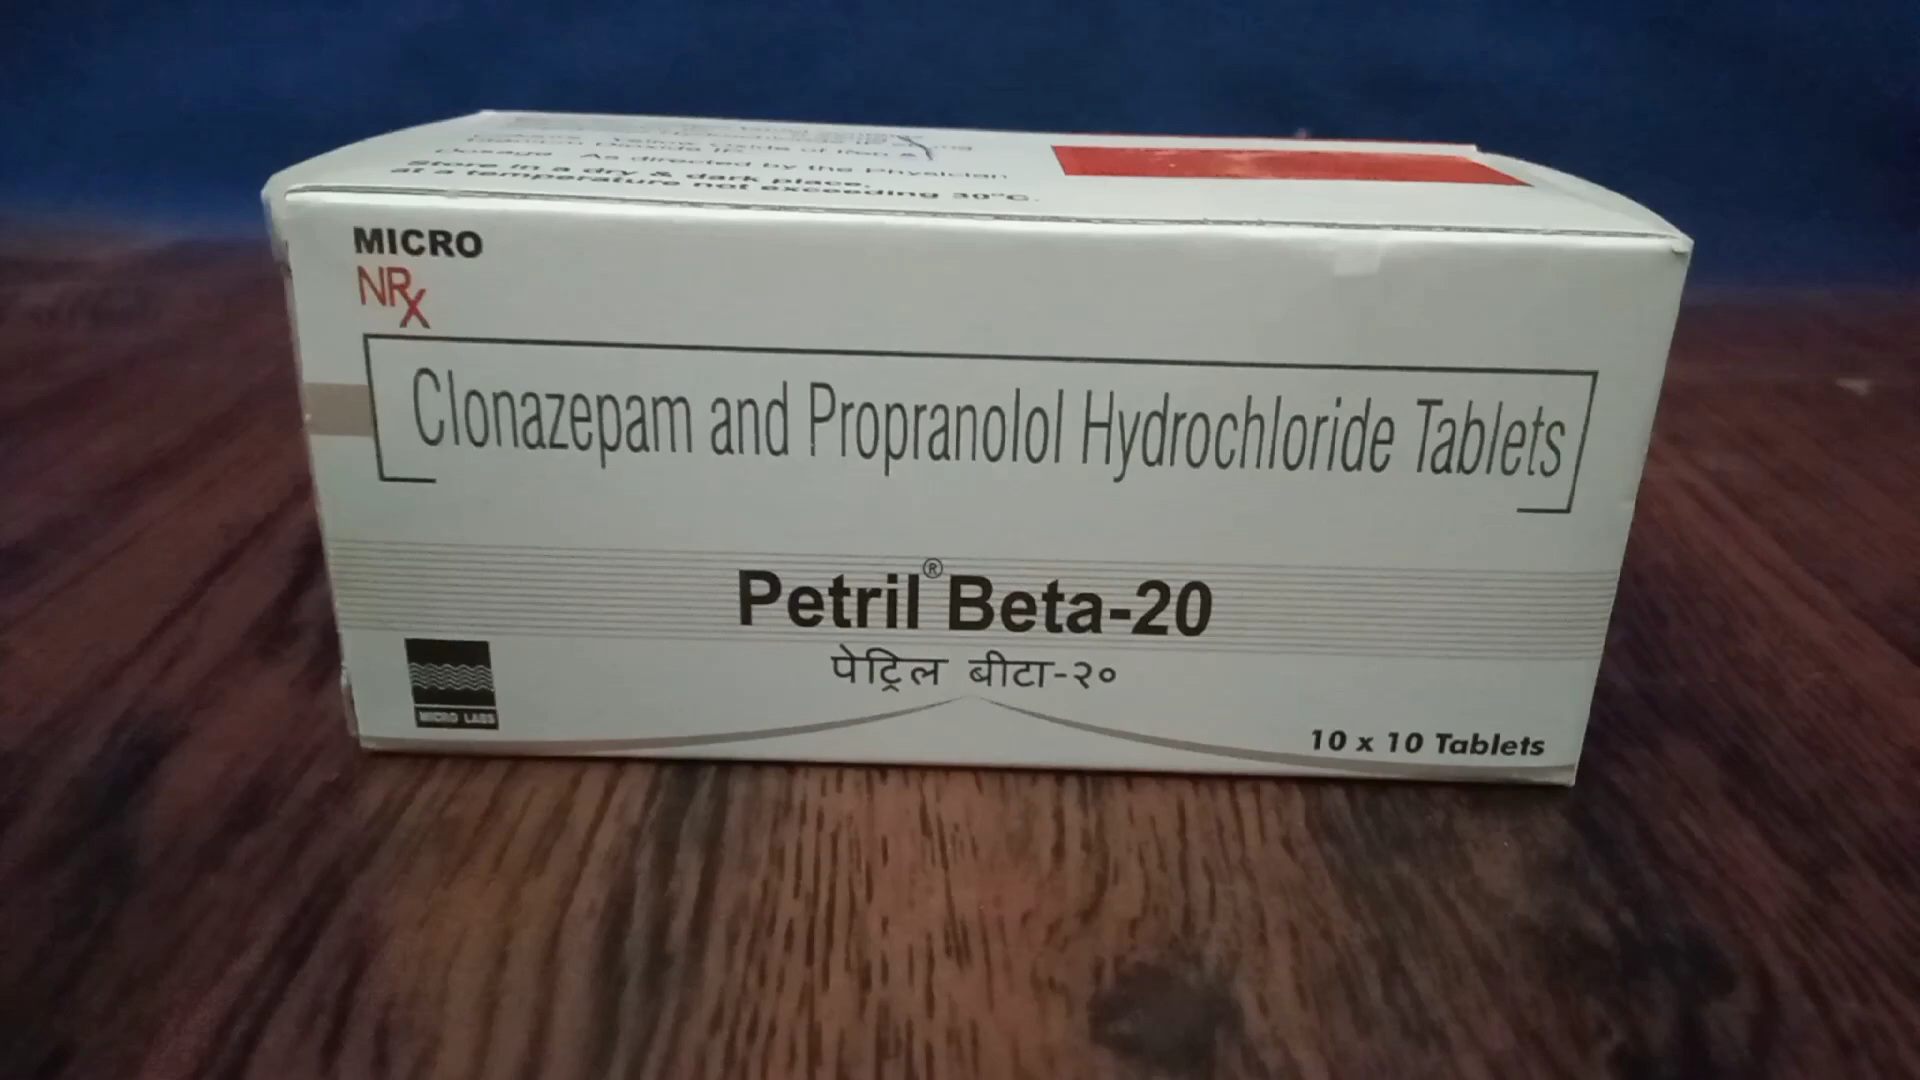 Dosage : As directed by the Physician
Store in a dry & dark place,
at a temperature not exceeding 30°C.
MICRO
NRx
Clonazepam and Propranolol Hydrochloride Tablets
Petril® Beta-20
पेट्रिल बीटा-२०
MICRO LABS
10 x 10 Tablets